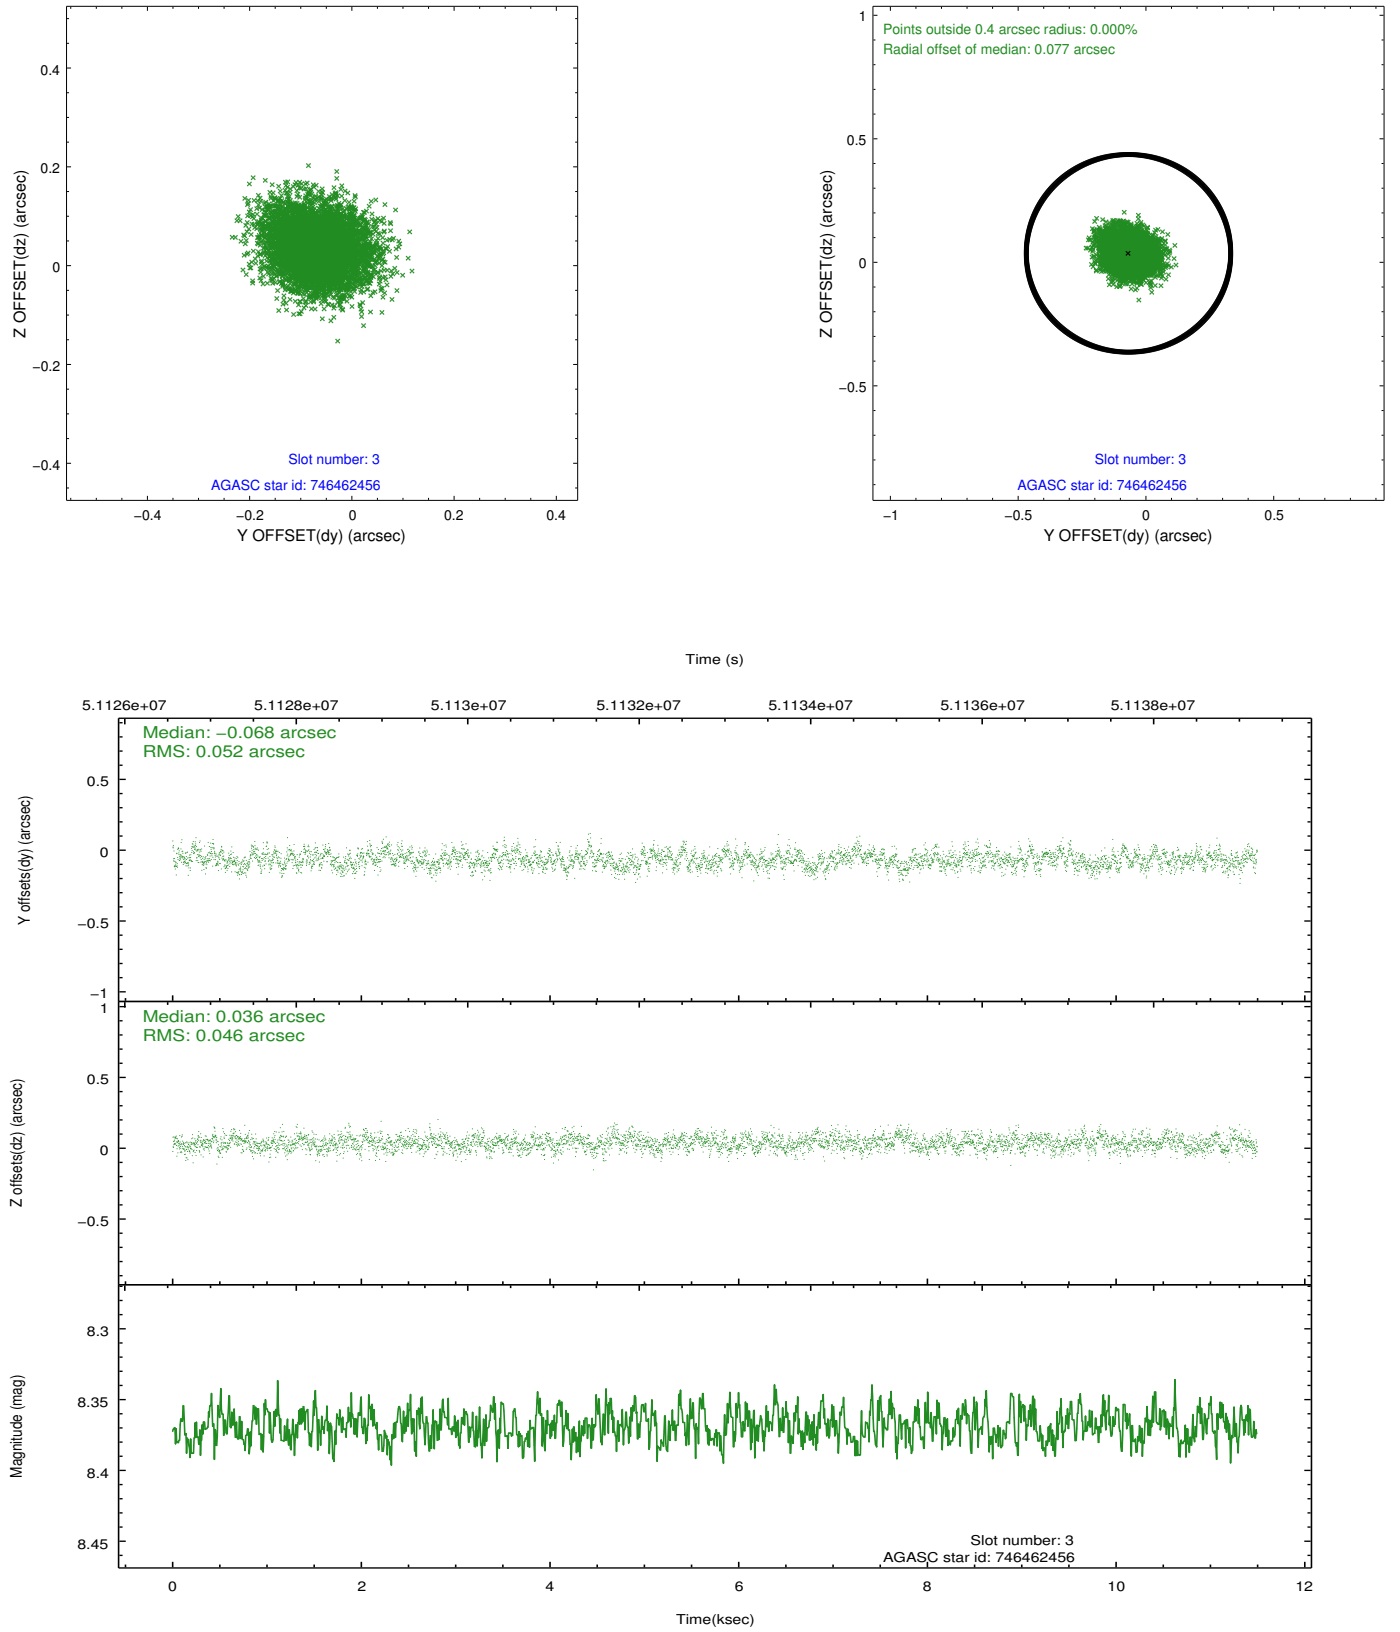 0.4
0.2
0
−0.2
−0.4
Z OFFSET(dz) (arcsec)
Slot number: 3
AGASC star id: 746462456
−0.4 −0.2 0 0.2 0.4
Y OFFSET(dy) (arcsec)
Points outside 0.4 arcsec radius: 0.000%
Radial offset of median: 0.077 arcsec
1
0.5
0
−0.5
Z OFFSET(dz) (arcsec)
Slot number: 3
AGASC star id: 746462456
−1 −0.5 0 0.5
Y OFFSET(dy) (arcsec)
Time (s)
5.1126e+07 5.1128e+07 5.113e+07 5.1132e+07 5.1134e+07 5.1136e+07 5.1138e+07
Median: −0.068 arcsec
RMS: 0.052 arcsec
0.5
0
−0.5
−1
Y offsets(dy) (arcsec)
Median: 0.036 arcsec
RMS: 0.046 arcsec
1
0.5
0
−0.5
Z offsets(dz) (arcsec)
8.3
8.35
8.4
8.45
Magnitude (mag)
Slot number: 3
AGASC star id: 746462456
0 2 4 6 8 10 12
Time(ksec)